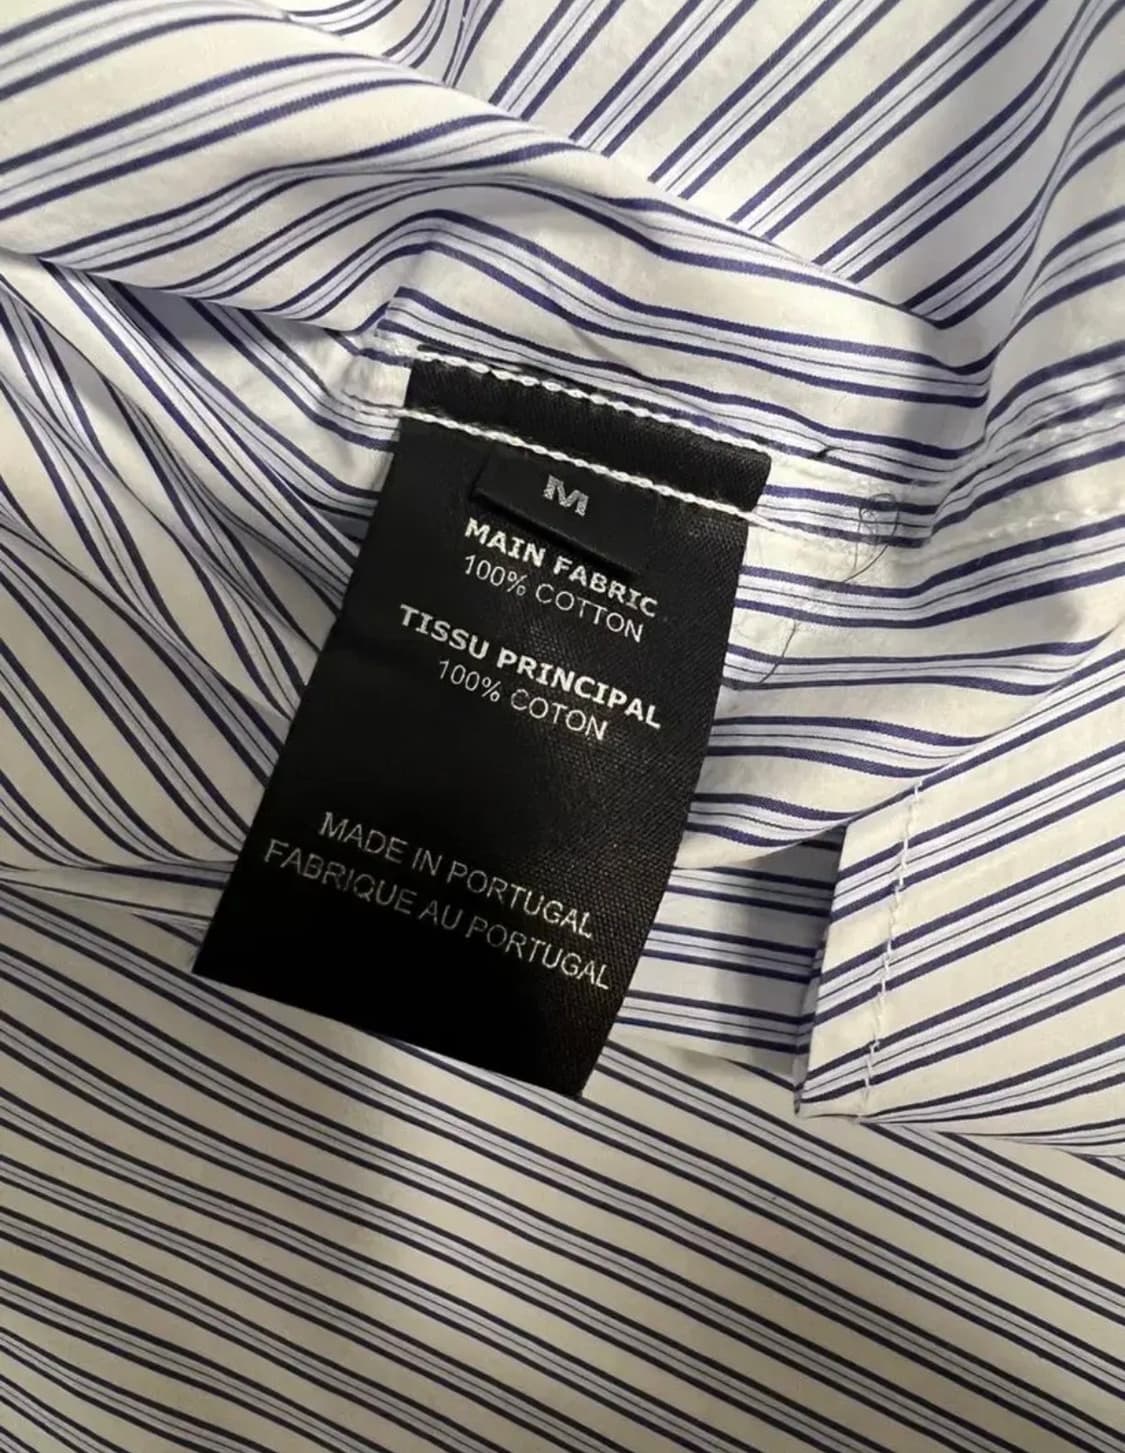 M
MAIN FABRIC
100% COTTON
TISSU PRINCIPAL
100% COTON
MADE IN PORTUGAL
FABRIQUE AU PORTUGAL